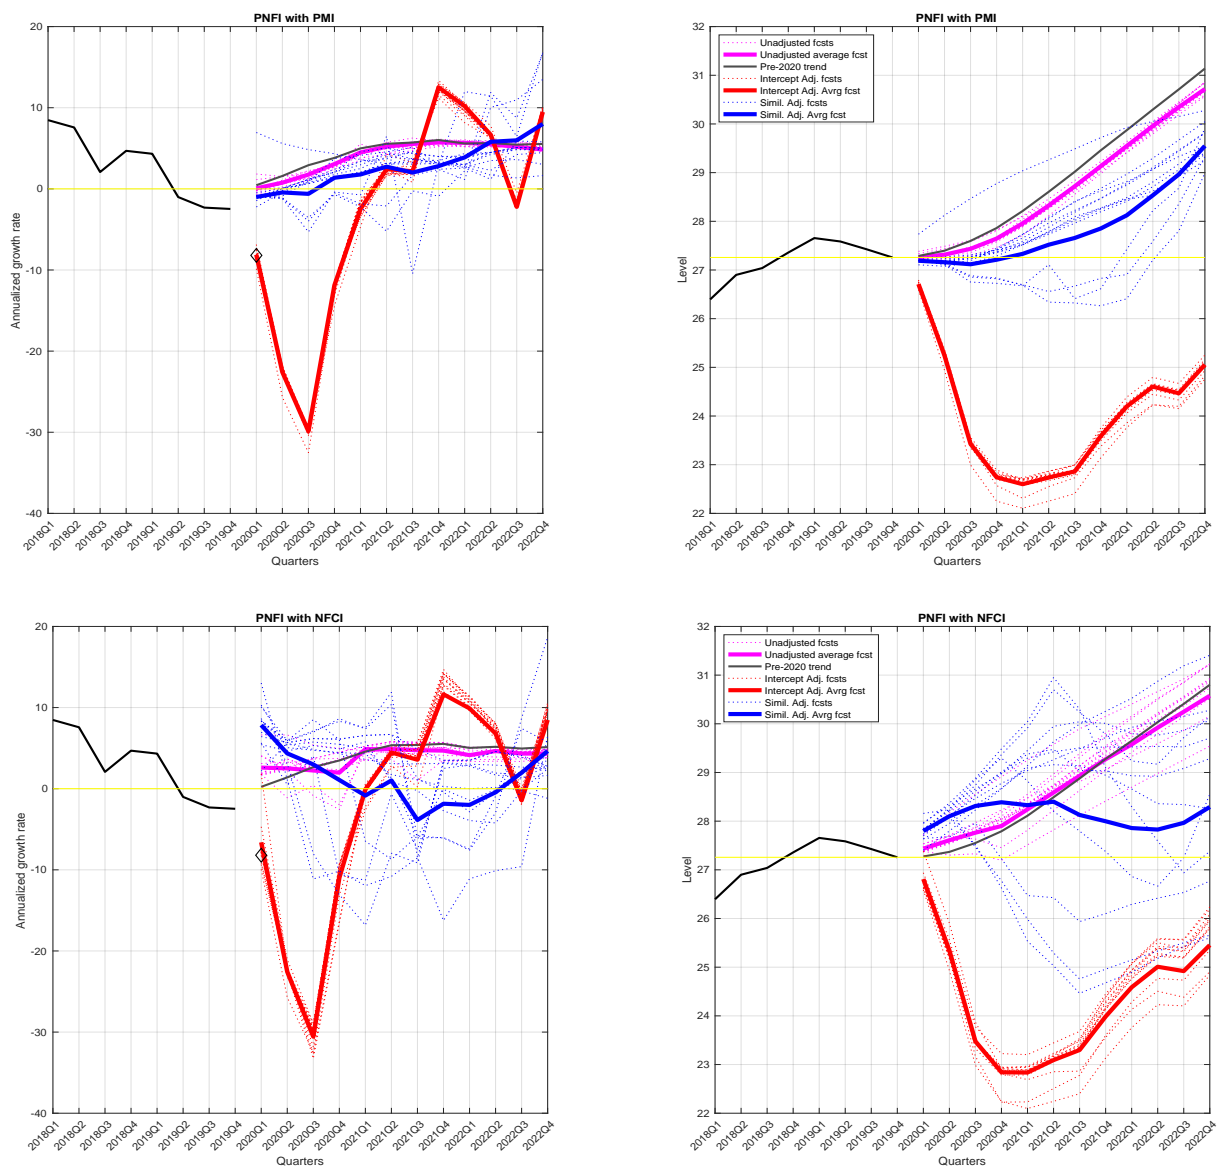 PNFI with PMI
20
10
0
-10
-20
-30
-40
Annualized growth rate
2018Q1
2018Q2
2018Q3
2018Q4
2019Q1
2019Q2
2019Q3
2019Q4
2020Q1
2020Q2
2020Q3
2020Q4
2021Q1
2021Q2
2021Q3
2021Q4
2022Q1
2022Q2
2022Q3
2022Q4
Quarters
PNFI with PMI
32
31
30
29
28
27
26
25
24
23
22
Level
Unadjusted fcsts
Unadjusted average fcst
Pre-2020 trend
Intercept Adj. fcsts
Intercept Adj. Avrg fcst
Simil. Adj. fcsts
Simil. Adj. Avrg fcst
2018Q1
2018Q2
2018Q3
2018Q4
2019Q1
2019Q2
2019Q3
2019Q4
2020Q1
2020Q2
2020Q3
2020Q4
2021Q1
2021Q2
2021Q3
2021Q4
2022Q1
2022Q2
2022Q3
2022Q4
Quarters
PNFI with NFCI
20
10
0
-10
-20
-30
-40
Annualized growth rate
2018Q1
2018Q2
2018Q3
2018Q4
2019Q1
2019Q2
2019Q3
2019Q4
2020Q1
2020Q2
2020Q3
2020Q4
2021Q1
2021Q2
2021Q3
2021Q4
2022Q1
2022Q2
2022Q3
2022Q4
Quarters
PNFI with NFCI
32
31
30
29
28
27
26
25
24
23
22
Level
Unadjusted fcsts
Unadjusted average fcst
Pre-2020 trend
Intercept Adj. fcsts
Intercept Adj. Avrg fcst
Simil. Adj. fcsts
Simil. Adj. Avrg fcst
2018Q1
2018Q2
2018Q3
2018Q4
2019Q1
2019Q2
2019Q3
2019Q4
2020Q1
2020Q2
2020Q3
2020Q4
2021Q1
2021Q2
2021Q3
2021Q4
2022Q1
2022Q2
2022Q3
2022Q4
Quarters